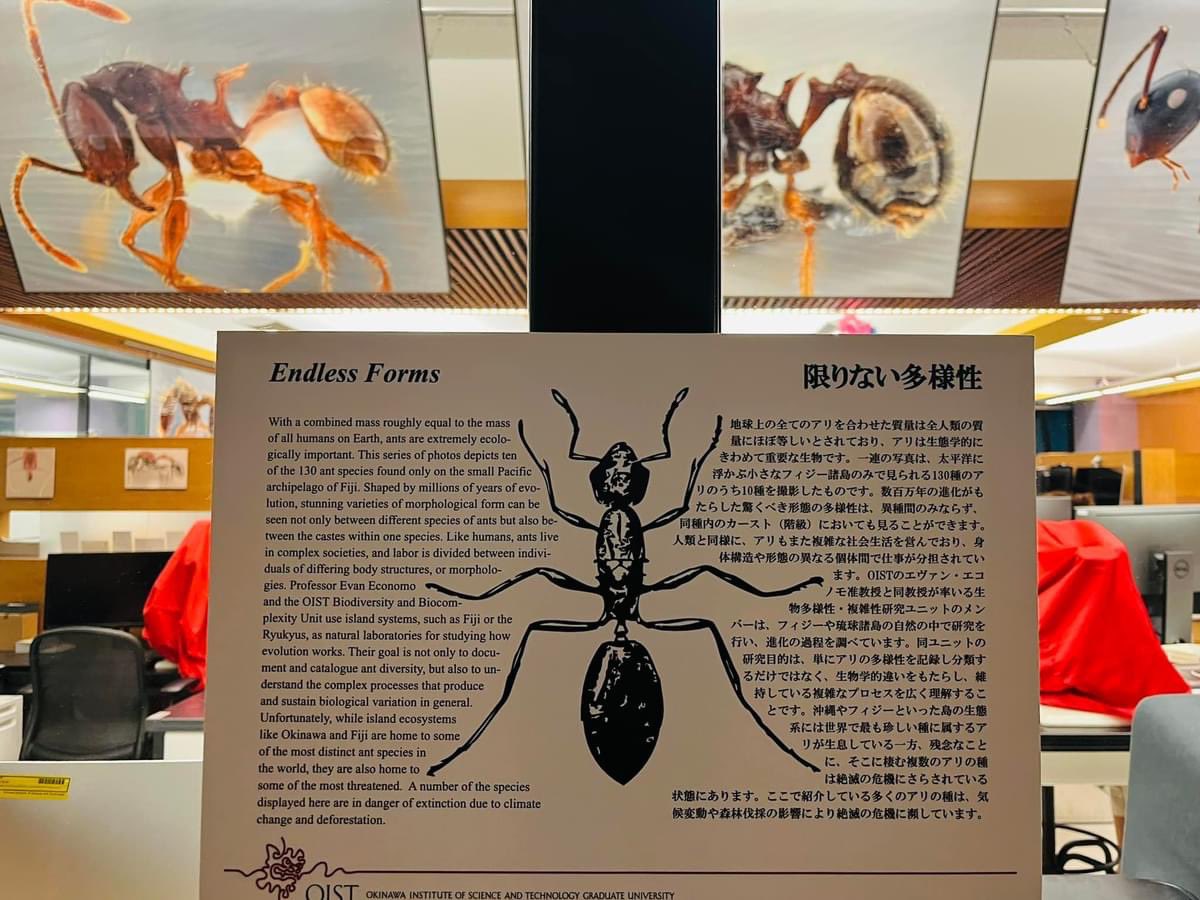 Endless Forms
With a combined mass roughly equal to the mass
of all humans on Earth, ants are extremely ecolo-
gically important. This series of photos depicts ten
of the 130 ant species found only on the small Pacific
archipelago of Fiji. Shaped by millions of years of evo-
lution, stunning varieties of morphological form can be
seen not only between different species of ants but also be-
tween the castes within one species. Like humans, ants live
in complex societies, and labor is divided between indivi-
duals of differing body structures, or morpholo-
gies. Professor Evan Economo
and the OIST Biodiversity and Biocom-
plexity Unit use island systems, such as Fiji or the
Ryukyus, as natural laboratories for studying how
evolution works. Their goal is not only to docu-
ment and catalogue ant diversity, but also to un-
derstand the complex processes that produce
and sustain biological variation in general.
Unfortunately, while island ecosystems
like Okinawa and Fiji are home to some
of the most distinct ant species in
the world, they are also home to
some of the most threatened. A number of the species
displayed here are in danger of extinction due to climate
change and deforestation.
限りない多様性
地球上の全てのアリを合わせた質量は全人類の質
量にほぼ等しいとされており、アリは生態学的に
きわめて重要な生物です。一連の写真は、太平洋に
浮かぶ小さなフィジー諸島のみで見られる130種のア
リのうち10種を撮影したものです。数百万年の進化がも
たらした驚くべき形態の多様性は、異種間のみならず、
同種内のカースト（階級）においても見ることができます。
人類と同様に、アリもまた複雑な社会生活を営んでおり、身
体構造や形態の異なる個体間で仕事が分担されてい
ます。OISTのエヴァン・エコ
ノモ准教授と同教授が率いる生
物多様性・複雑性研究ユニットのメン
バーは、フィジーや琉球諸島の自然の中で研究を
行い、進化の過程を調べています。同ユニットの
研究目的は、単にアリの多様性を記録し分類す
るだけではなく、生物学的違いをもたらし、維
持している複雑なプロセスを広く理解するこ
とです。沖縄やフィジーといった島の生態
系には世界で最も珍しい種に属するア
リが生息している一方、残念なこと
に、そこに棲む複数のアリの種
は絶滅の危機にさらされている
状態にあります。ここで紹介している多くのアリの種は、気
候変動や森林伐採の影響により絶滅の危機に瀕しています。
OIST OKINAWA INSTITUTE OF SCIENCE AND TECHNOLOGY GRADUATE UNIVERSITY